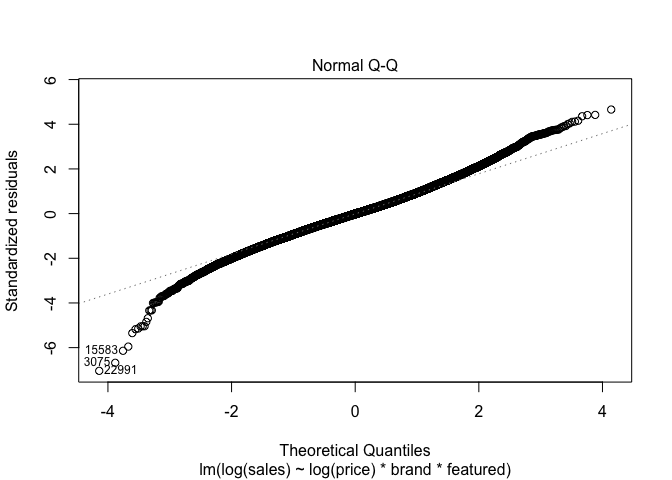 Normal Q-Q
Standardized residuals
6
4
2
0
-2
-4
-6
15583
3075
22991
-4 -2 0 2 4
Theoretical Quantiles
lm(log(sales) ~ log(price) * brand * featured)